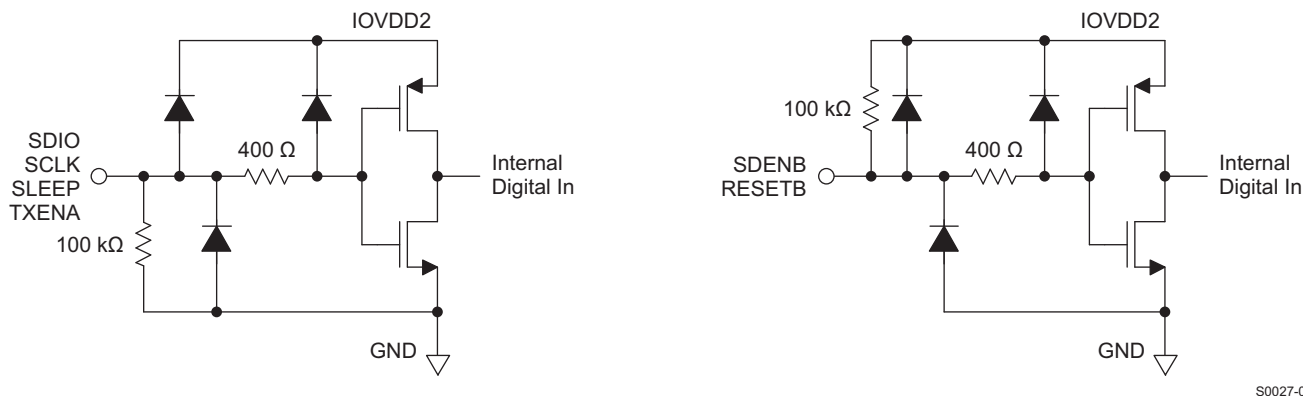 IOVDD2
SDIO
SCLK
SLEEP
TXENA
400 Ω
100 kΩ
Internal
Digital In
GND
IOVDD2
100 kΩ
SDENB
RESETB
400 Ω
Internal
Digital In
GND